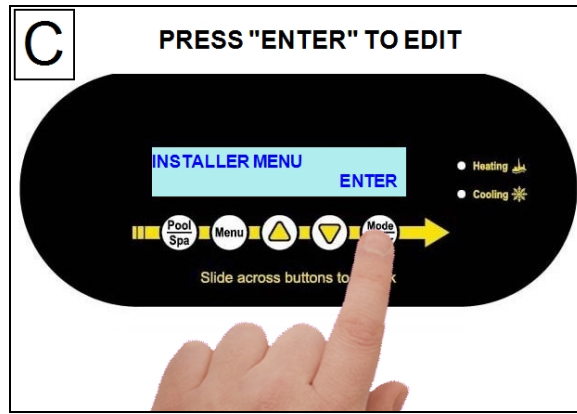 C
PRESS "ENTER" TO EDIT
INSTALLER MENU
ENTER
Heating
Cooling
Pool
Spa
Menu
Mode
Slide across buttons to